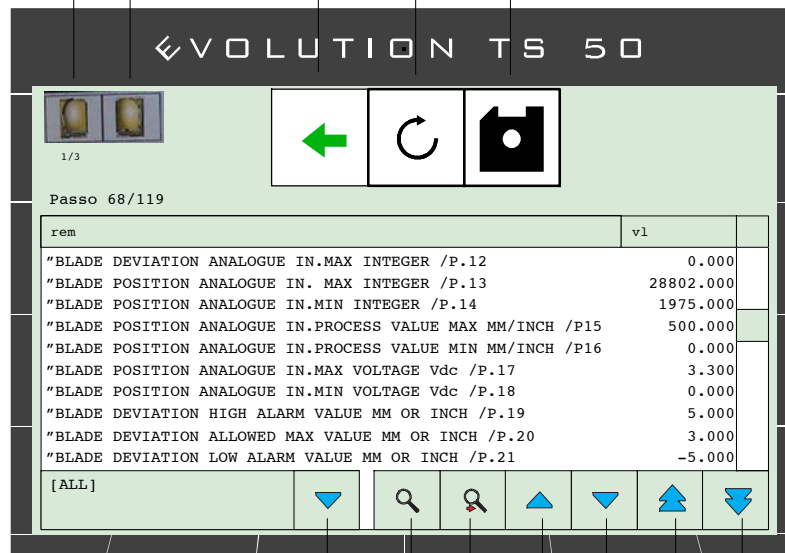 EVOLUTION TS 50
1/3
Passo 68/119
rem vl
"BLADE DEVIATION ANALOGUE IN.MAX INTEGER /P.12 0.000
"BLADE POSITION ANALOGUE IN. MAX INTEGER /P.13 28802.000
"BLADE POSITION ANALOGUE IN.MIN INTEGER /P.14 1975.000
"BLADE POSITION ANALOGUE IN.PROCESS VALUE MAX MM/INCH /P15 500.000
"BLADE POSITION ANALOGUE IN.PROCESS VALUE MIN MM/INCH /P16 0.000
"BLADE POSITION ANALOGUE IN.MAX VOLTAGE Vdc /P.17 3.300
"BLADE POSITION ANALOGUE IN.MIN VOLTAGE Vdc /P.18 0.000
"BLADE DEVIATION HIGH ALARM VALUE MM OR INCH /P.19 5.000
"BLADE DEVIATION ALLOWED MAX VALUE MM OR INCH /P.20 3.000
"BLADE DEVIATION LOW ALARM VALUE MM OR INCH /P.21 -5.000
[ALL]